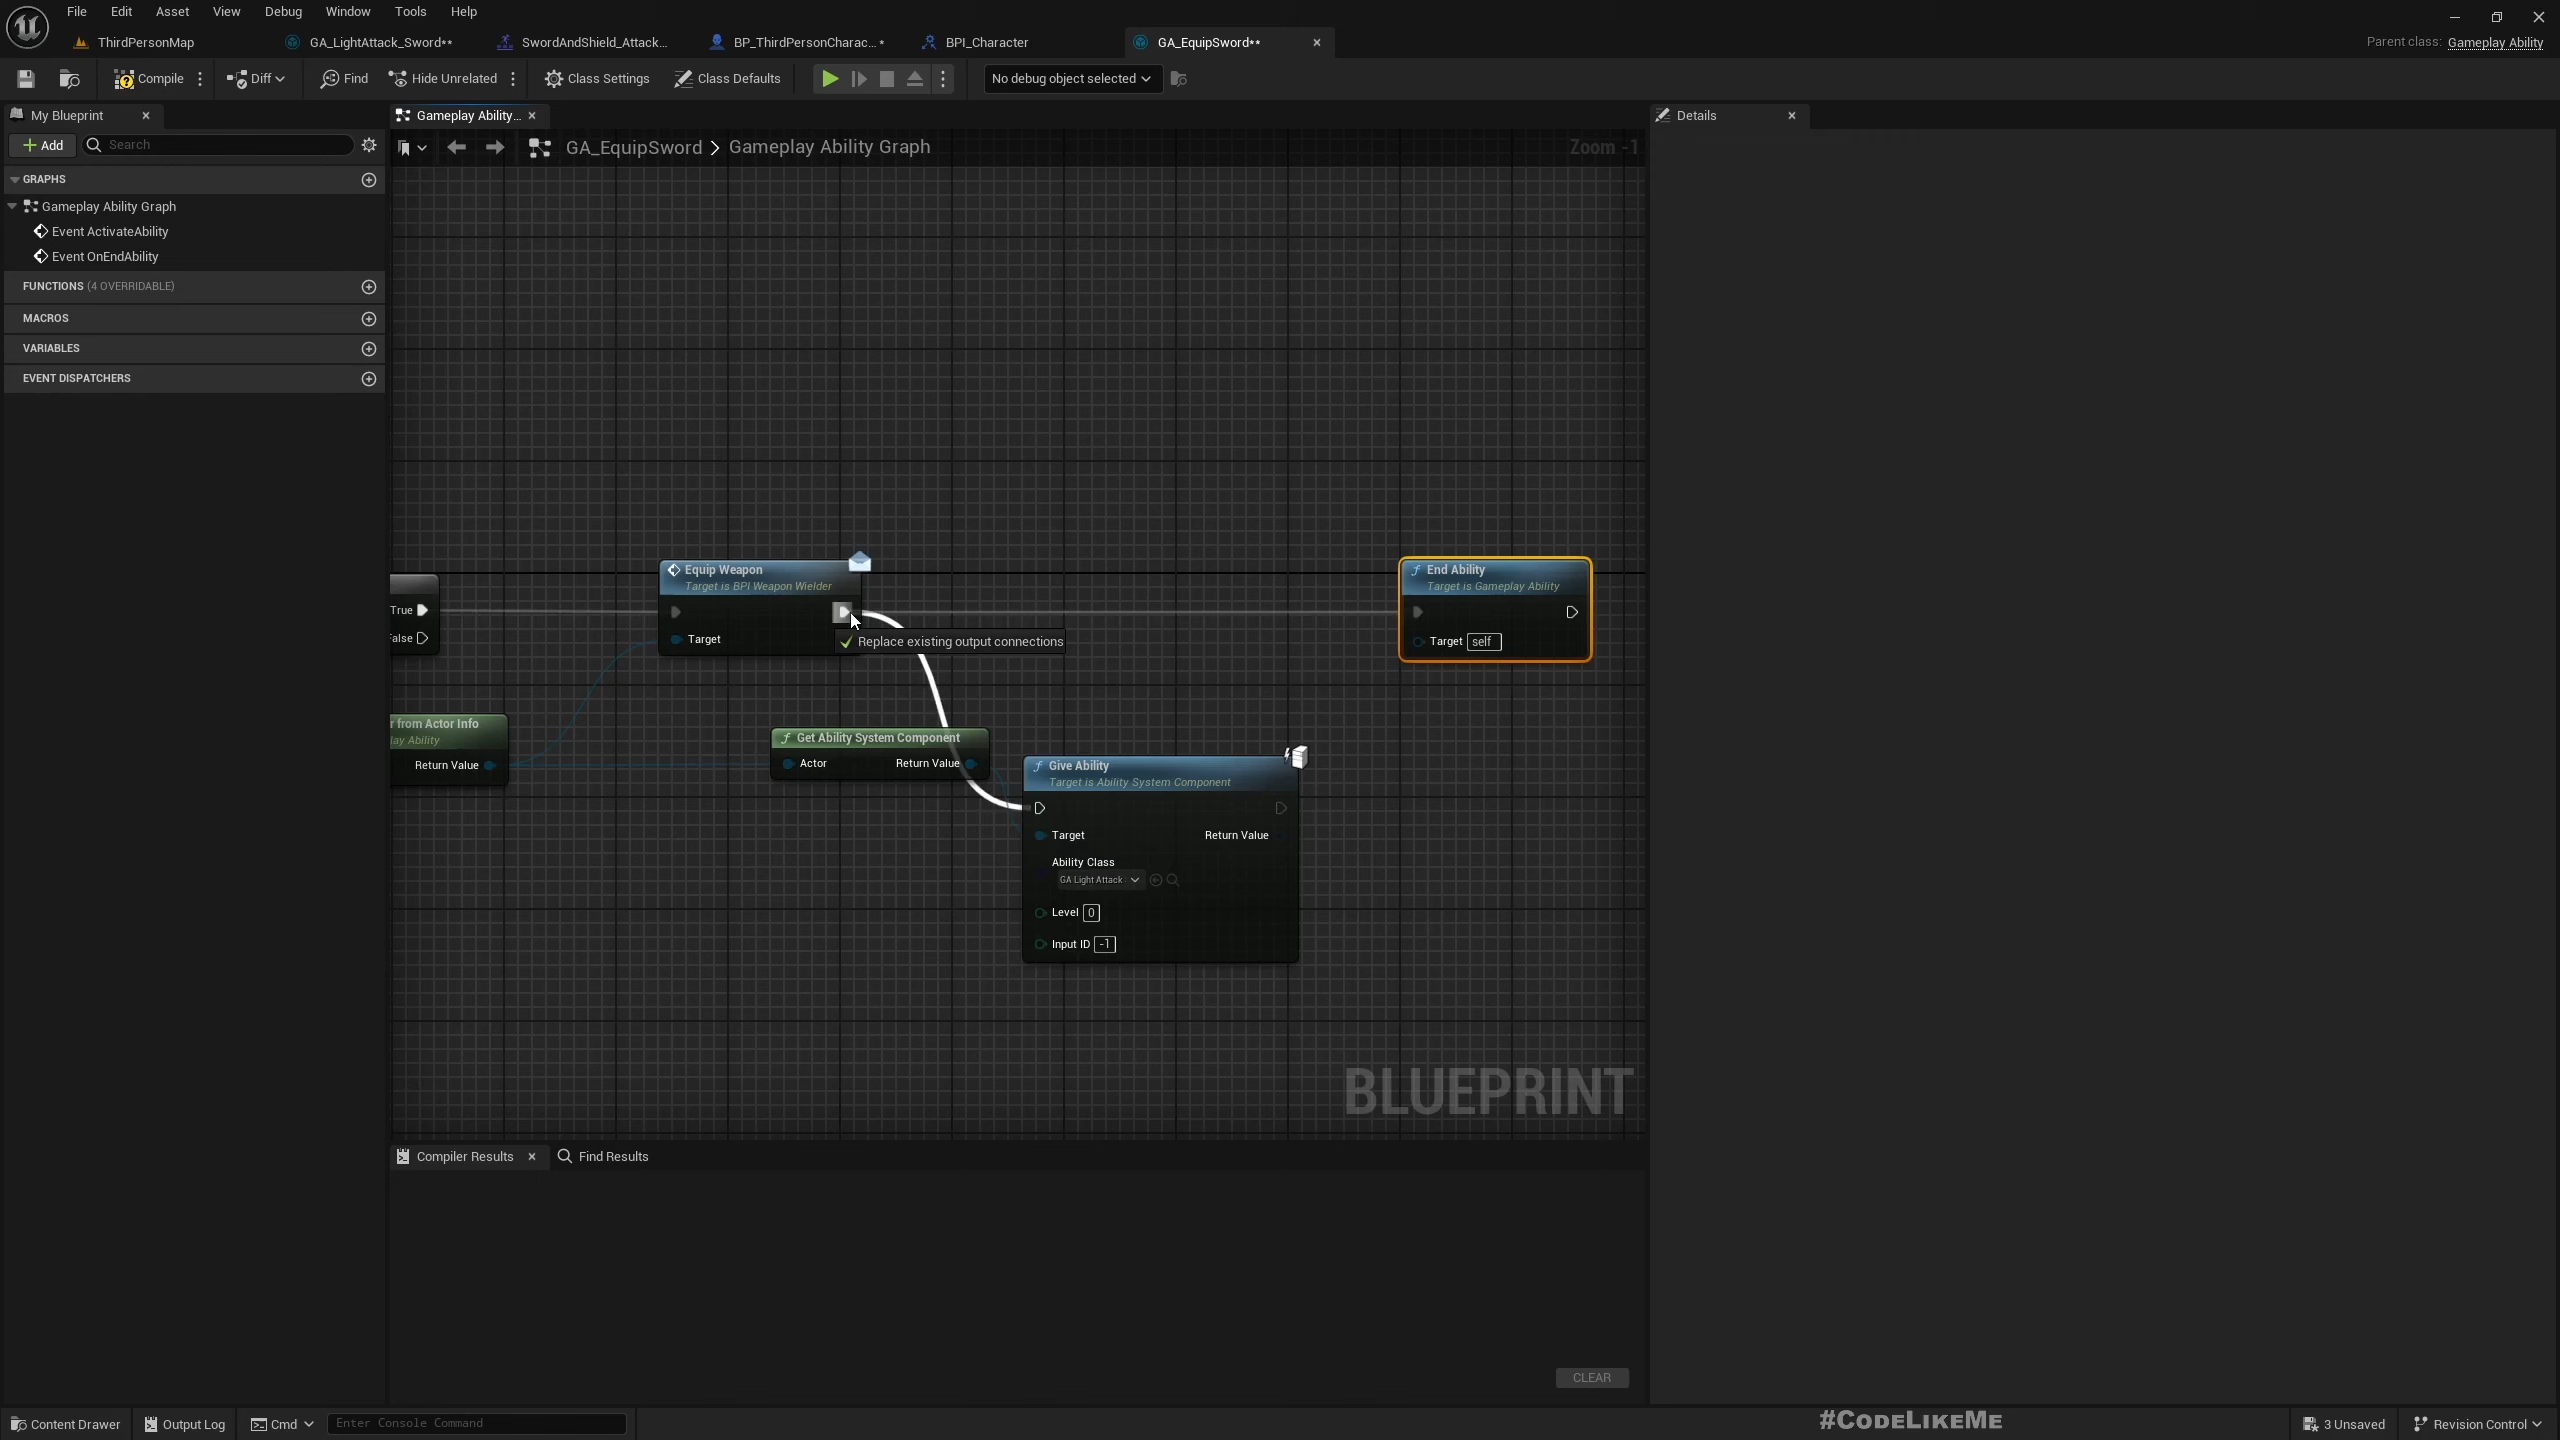 File Edit Asset View Debug Window Tools Help
ThirdPersonMap GA_LightAttack_Sword** SwordAndShield_Attack... BP_ThirdPersonCharac...* BPI_Character GA_EquipSword** Parent class: Gameplay Ability
Compile Diff Find Hide Unrelated Class Settings Class Defaults No debug object selected
My Blueprint Gameplay Ability... Details
Add Search
GA_EquipSword > Gameplay Ability Graph Zoom -1
GRAPHS
Gameplay Ability Graph
Event ActivateAbility
Event OnEndAbility
FUNCTIONS (4 OVERRIDABLE)
MACROS
VARIABLES
EVENT DISPATCHERS
Equip Weapon
Target is BPI Weapon Wielder
Target
True
alse
Replace existing output connections
End Ability
Target is Gameplay Ability
Target self
r from Actor Info
lay Ability
Return Value
Get Ability System Component
Actor Return Value
Give Ability
Target is Ability System Component
Target Return Value
Ability Class
GA Light Attack
Level 0
Input ID -1
BLUEPRINT
Compiler Results Find Results
CLEAR
Content Drawer Output Log Cmd Enter Console Command #CODELIKEME 3 Unsaved Revision Control